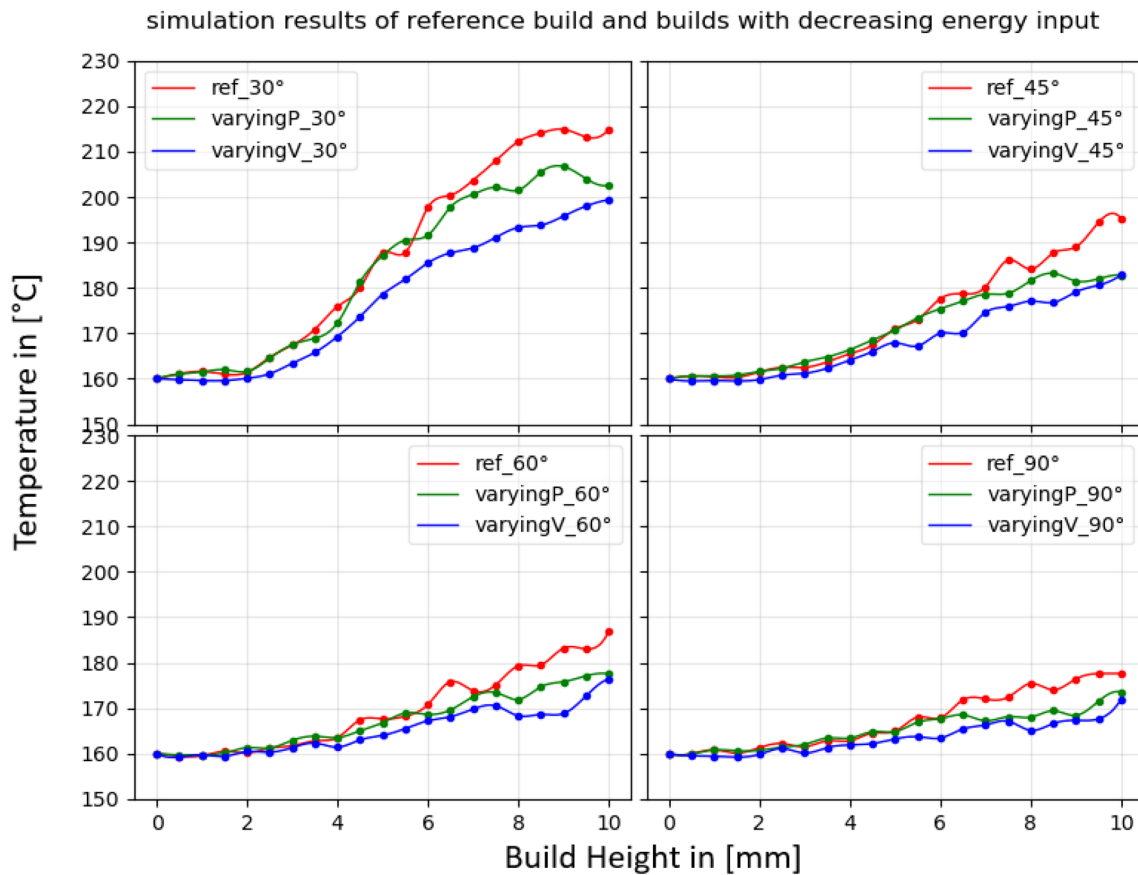 simulation results of reference build and builds with decreasing energy input
Temperature in [°C]
230
220
210
200
190
180
170
160
150
ref_30°
varyingP_30°
varyingV_30°
ref_45°
varyingP_45°
varyingV_45°
230
220
210
200
190
180
170
160
150
ref_60°
varyingP_60°
varyingV_60°
ref_90°
varyingP_90°
varyingV_90°
0 2 4 6 8 10
0 2 4 6 8 10
Build Height in [mm]